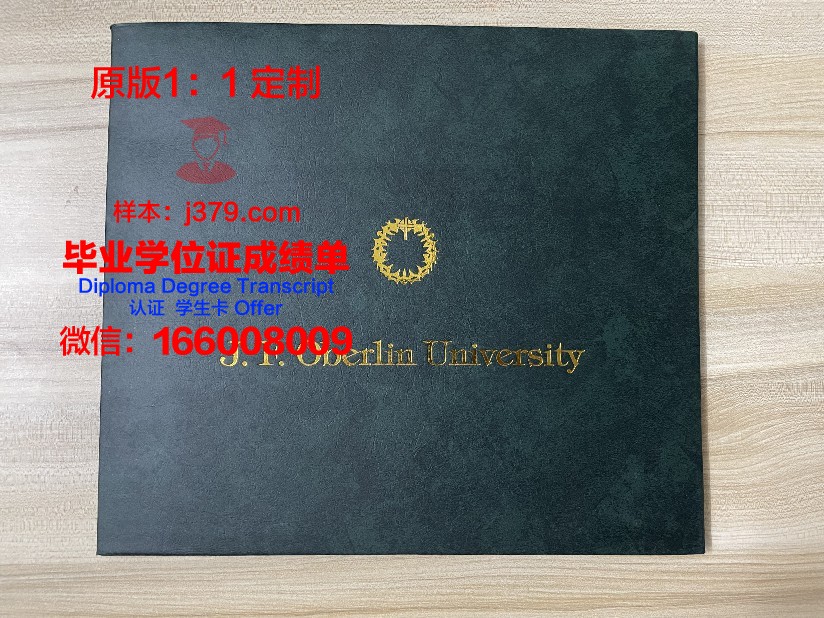 原版1：1 定制
样本：j379.com
毕业学位证成绩单
Diploma Degree Transcript
认证 学生卡 Offer
微信：166008009
J. F. Oberlin University